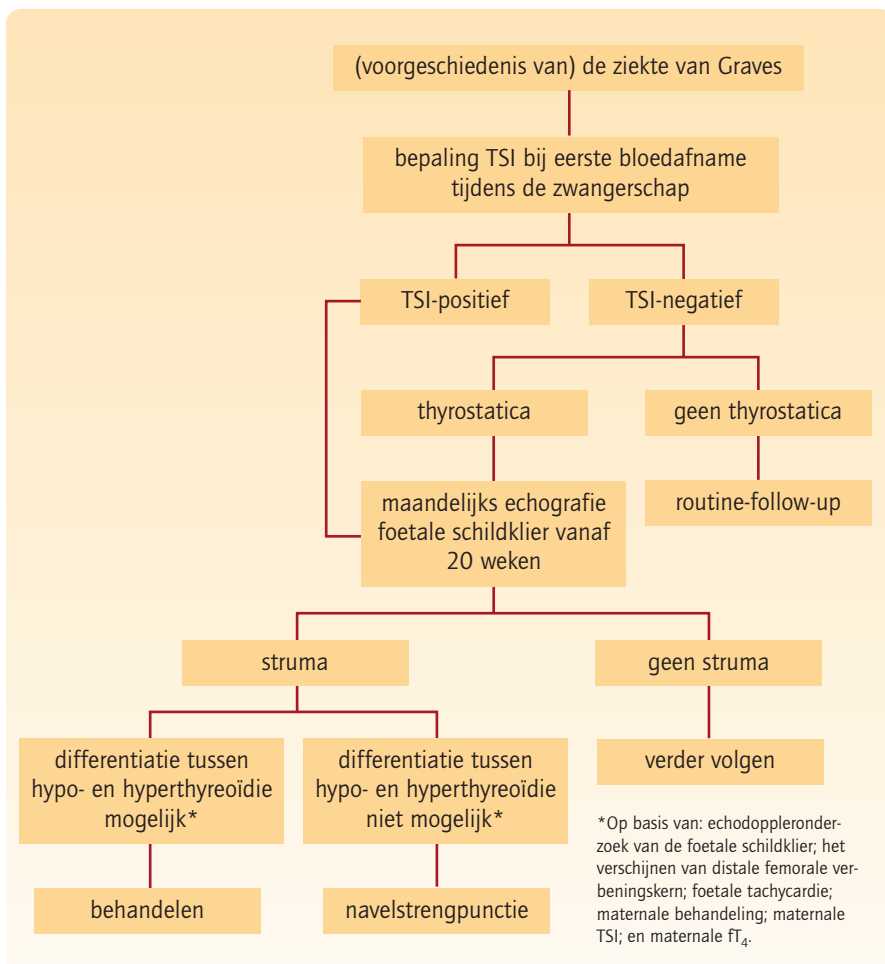 (voorgeschiedenis van) de ziekte van Graves
bepaling TSI bij eerste bloedafname
tijdens de zwangerschap
TSI-positief
TSI-negatief
thyrostatica
geen thyrostatica
maandelijks echografie
foetale schildklier vanaf
20 weken
routine-follow-up
struma
geen struma
differentiatie tussen
hypo- en hyperthyreoïdie
mogelijk*
differentiatie tussen
hypo- en hyperthyreoïdie
niet mogelijk*
verder volgen
behandelen
navelstrengpunctie
*Op basis van: echodoppleronder-
zoek van de foetale schildklier; het
verschijnen van distale femorale ver-
beningskern; foetale tachycardie;
maternale behandeling; maternale
TSI; en maternale fT₄.